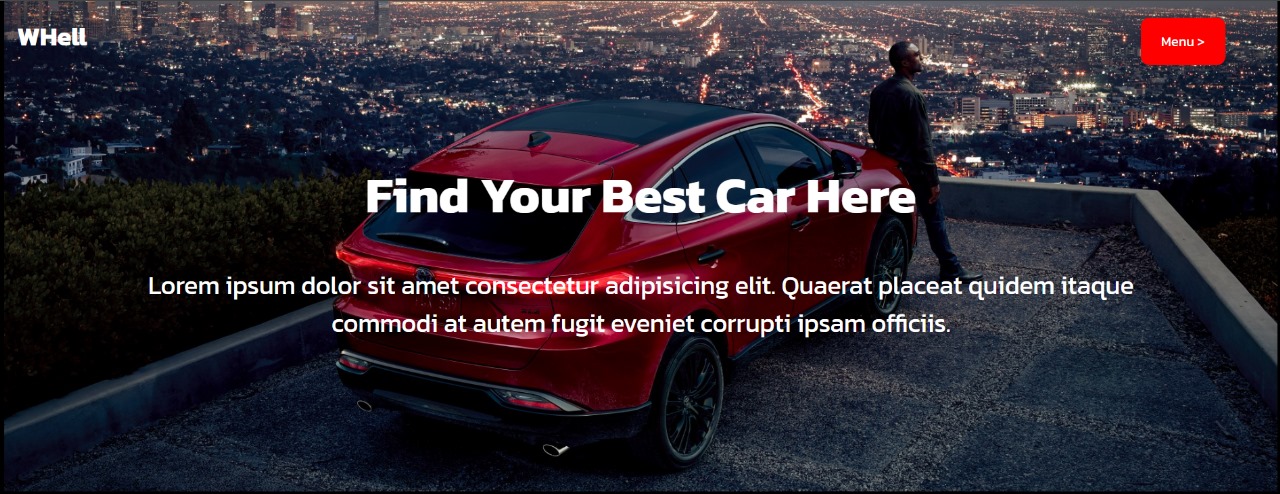 WHell
Menu >
Find Your Best Car Here
Lorem ipsum dolor sit amet consectetur adipisicing elit. Quaerat placeat quidem itaque
commodi at autem fugit eveniet corrupti ipsam officiis.